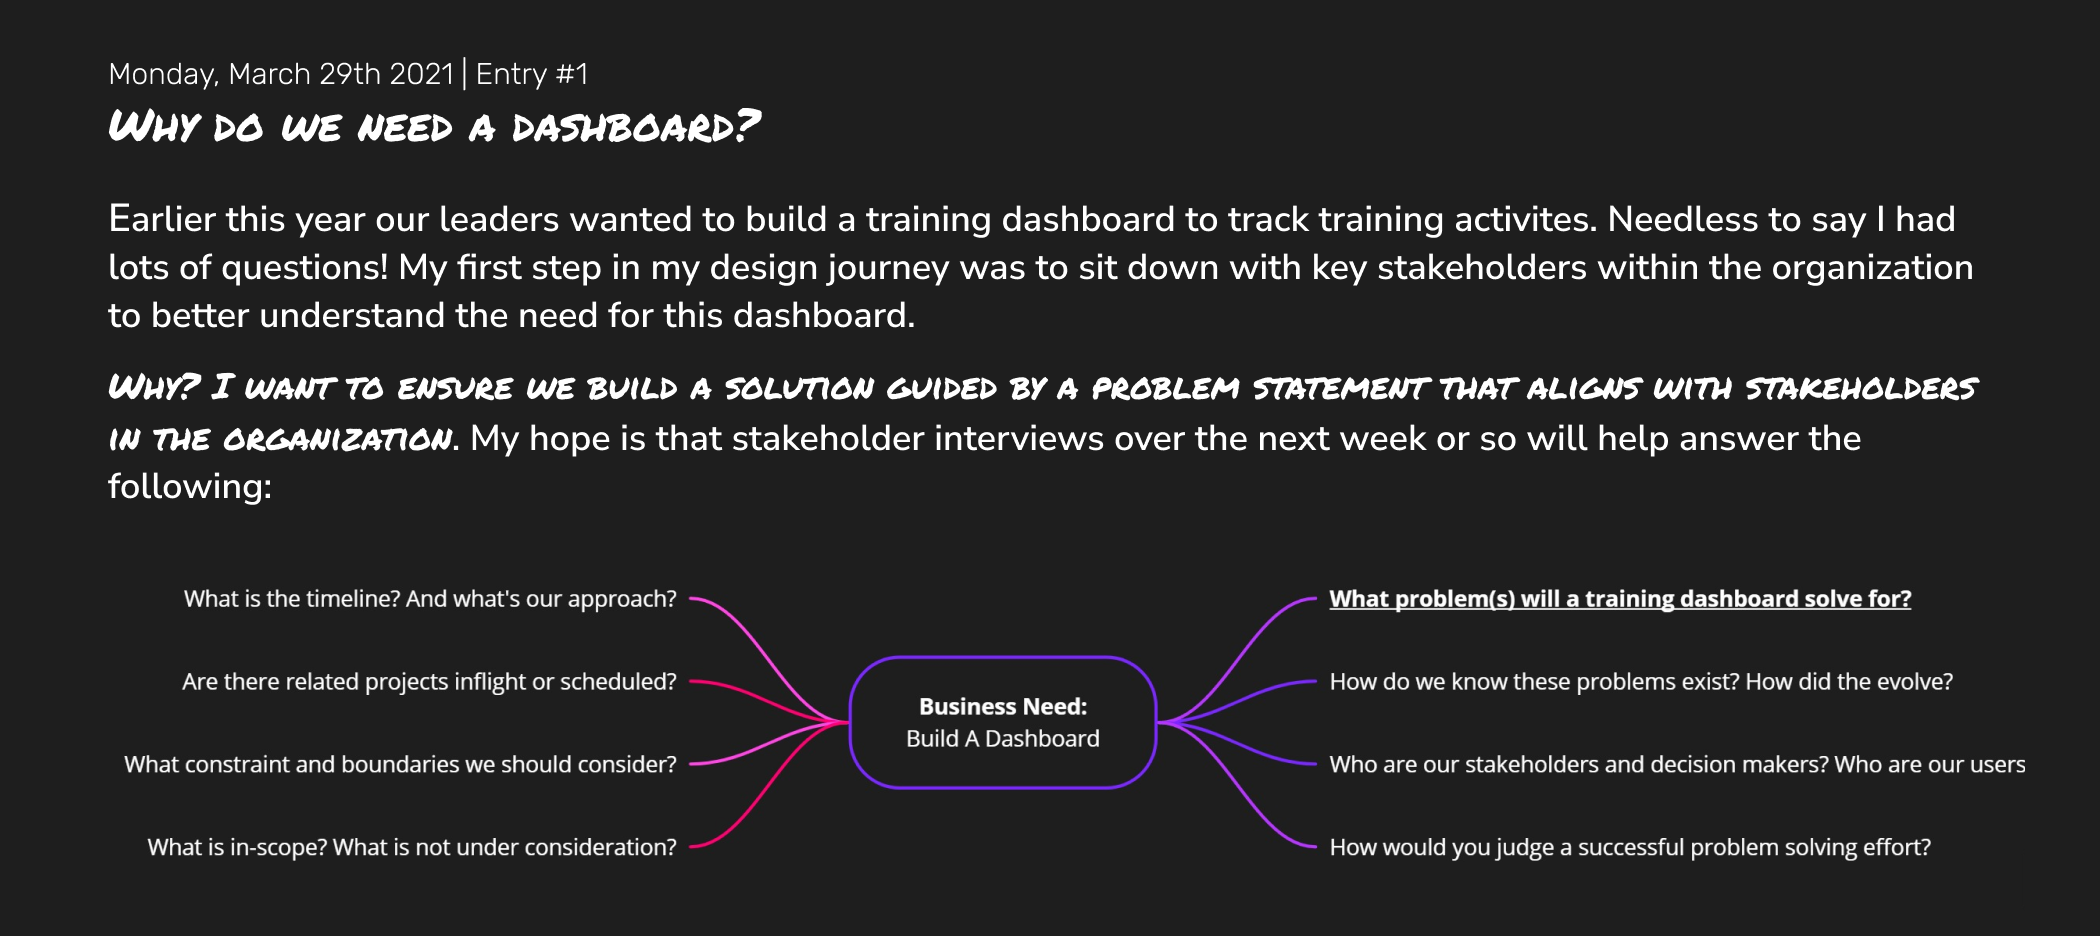 Monday, March 29th 2021 | Entry #1
Why do we need a dashboard?
Earlier this year our leaders wanted to build a training dashboard to track training activites. Needless to say I had
lots of questions! My first step in my design journey was to sit down with key stakeholders within the organization
to better understand the need for this dashboard.
Why? I want to ensure we build a solution guided by a problem statement that aligns with stakeholders
in the organization. My hope is that stakeholder interviews over the next week or so will help answer the
following:
What is the timeline? And what's our approach?
Are there related projects inflight or scheduled?
What constraint and boundaries we should consider?
What is in-scope? What is not under consideration?
Business Need:
Build A Dashboard
What problem(s) will a training dashboard solve for?
How do we know these problems exist? How did the evolve?
Who are our stakeholders and decision makers? Who are our users
How would you judge a successful problem solving effort?